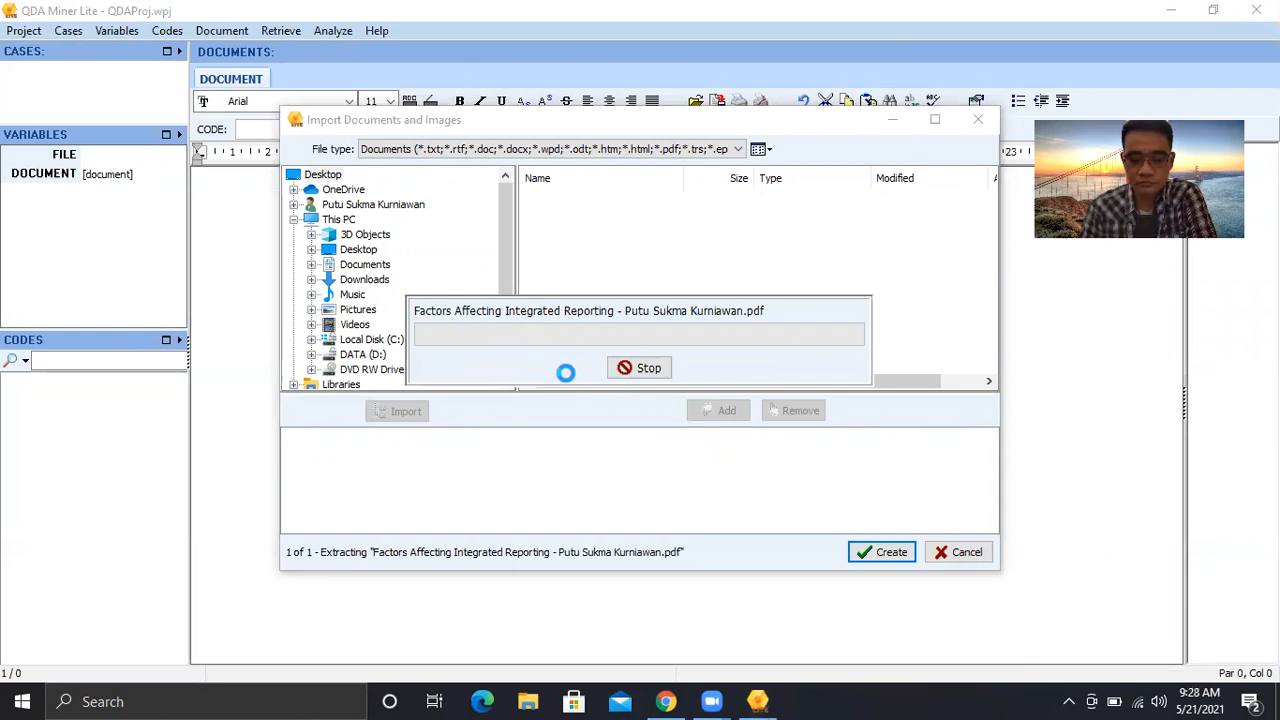 QDA Miner Lite - QDAProj.wpj
Project Cases Variables Codes Document Retrieve Analyze Help
CASES:
DOCUMENTS:
DOCUMENT
Arial 11
CODE:
VARIABLES
FILE
DOCUMENT [document]
1 2 23
CODES
Import Documents and Images
File type: Documents (*.txt;*.rtf;*.doc;*.docx;*.wpd;*.odt;*.htm;*.html;*.pdf;*.trs;*.ep
Desktop
OneDrive
Putu Sukma Kurniawan
This PC
3D Objects
Desktop
Documents
Downloads
Music
Pictures
Videos
Local Disk (C:)
DATA (D:)
DVD RW Drive
Libraries
Name Size Type Modified
Factors Affecting Integrated Reporting - Putu Sukma Kurniawan.pdf
Stop
Import Add Remove
1 of 1 - Extracting "Factors Affecting Integrated Reporting - Putu Sukma Kurniawan.pdf"
Create Cancel
1 / 0
Par 0, Col 0
Search
9:28 AM
5/21/2021
2